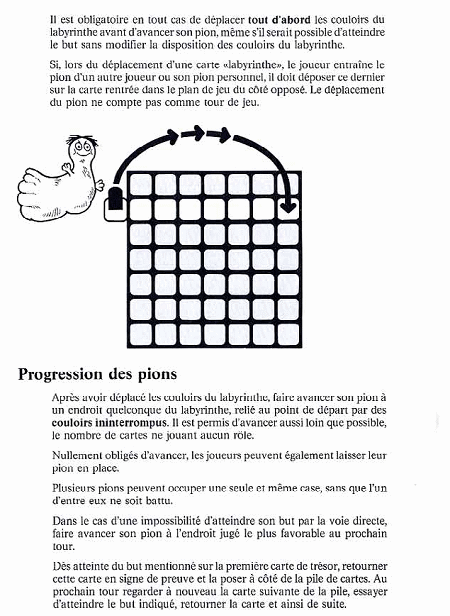 Il est obligatoire en tout cas de déplacer tout d'abord les couloirs du
labyrinthe avant d'avancer son pion, même s'il serait possible d'atteindre
le but sans modifier la disposition des couloirs du labyrinthe.
Si, lors du déplacement d'une carte «labyrinthe», le joueur entraîne le
pion d'un autre joueur ou son pion personnel, il doit déposer ce dernier
sur la carte rentrée dans le plan de jeu du côté opposé. Le déplacement
du pion ne compte pas comme tour de jeu.
Progression des pions
Après avoir déplacé les couloirs du labyrinthe, faire avancer son pion à
un endroit quelconque du labyrinthe, relié au point de départ par des
couloirs ininterrompus. Il est permis d'avancer aussi loin que possible,
le nombre de cartes ne jouant aucun rôle.
Nullement obligés d'avancer, les joueurs peuvent également laisser leur
pion en place.
Plusieurs pions peuvent occuper une seule et même case, sans que l'un
d'entre eux ne soit battu.
Dans le cas d'une impossibilité d'atteindre son but par la voie directe,
faire avancer son pion à l'endroit jugé le plus favorable au prochain
tour.
Dès atteinte du but mentionné sur la première carte de trésor, retourner
cette carte en signe de preuve et la poser à côté de la pile de cartes. Au
prochain tour regarder à nouveau la carte suivante de la pile, essayer
d'atteindre le but indiqué, retourner la carte et ainsi de suite.